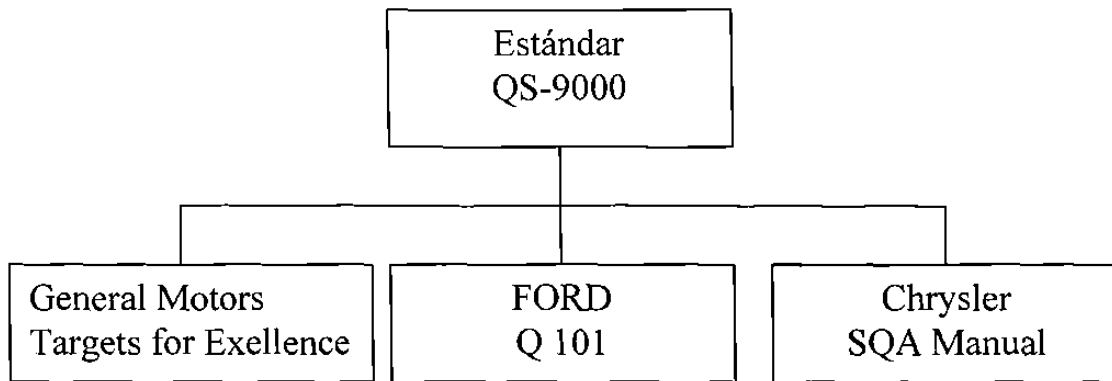 Estándar
QS-9000
General Motors
Targets for Exellence
FORD
Q 101
Chrysler
SQA Manual